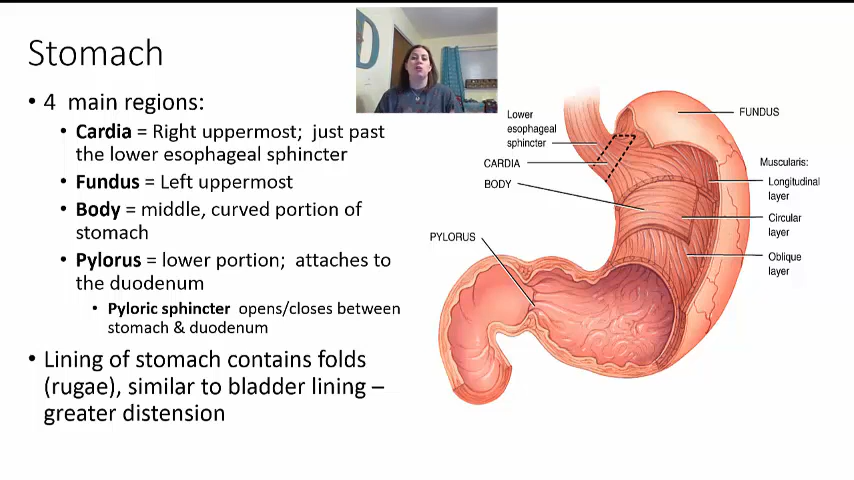 Stomach
• 4 main regions:
• Cardia = Right uppermost; just past
the lower esophageal sphincter
• Fundus = Left uppermost
• Body = middle, curved portion of
stomach
• Pylorus = lower portion; attaches to
the duodenum
• Pyloric sphincter opens/closes between
stomach & duodenum
• Lining of stomach contains folds
(rugae), similar to bladder lining –
greater distension
D
Lower
esophageal
sphincter
CARDIA
BODY
PYLORUS
FUNDUS
Muscularis:
Longitudinal
layer
Circular
layer
Oblique
layer